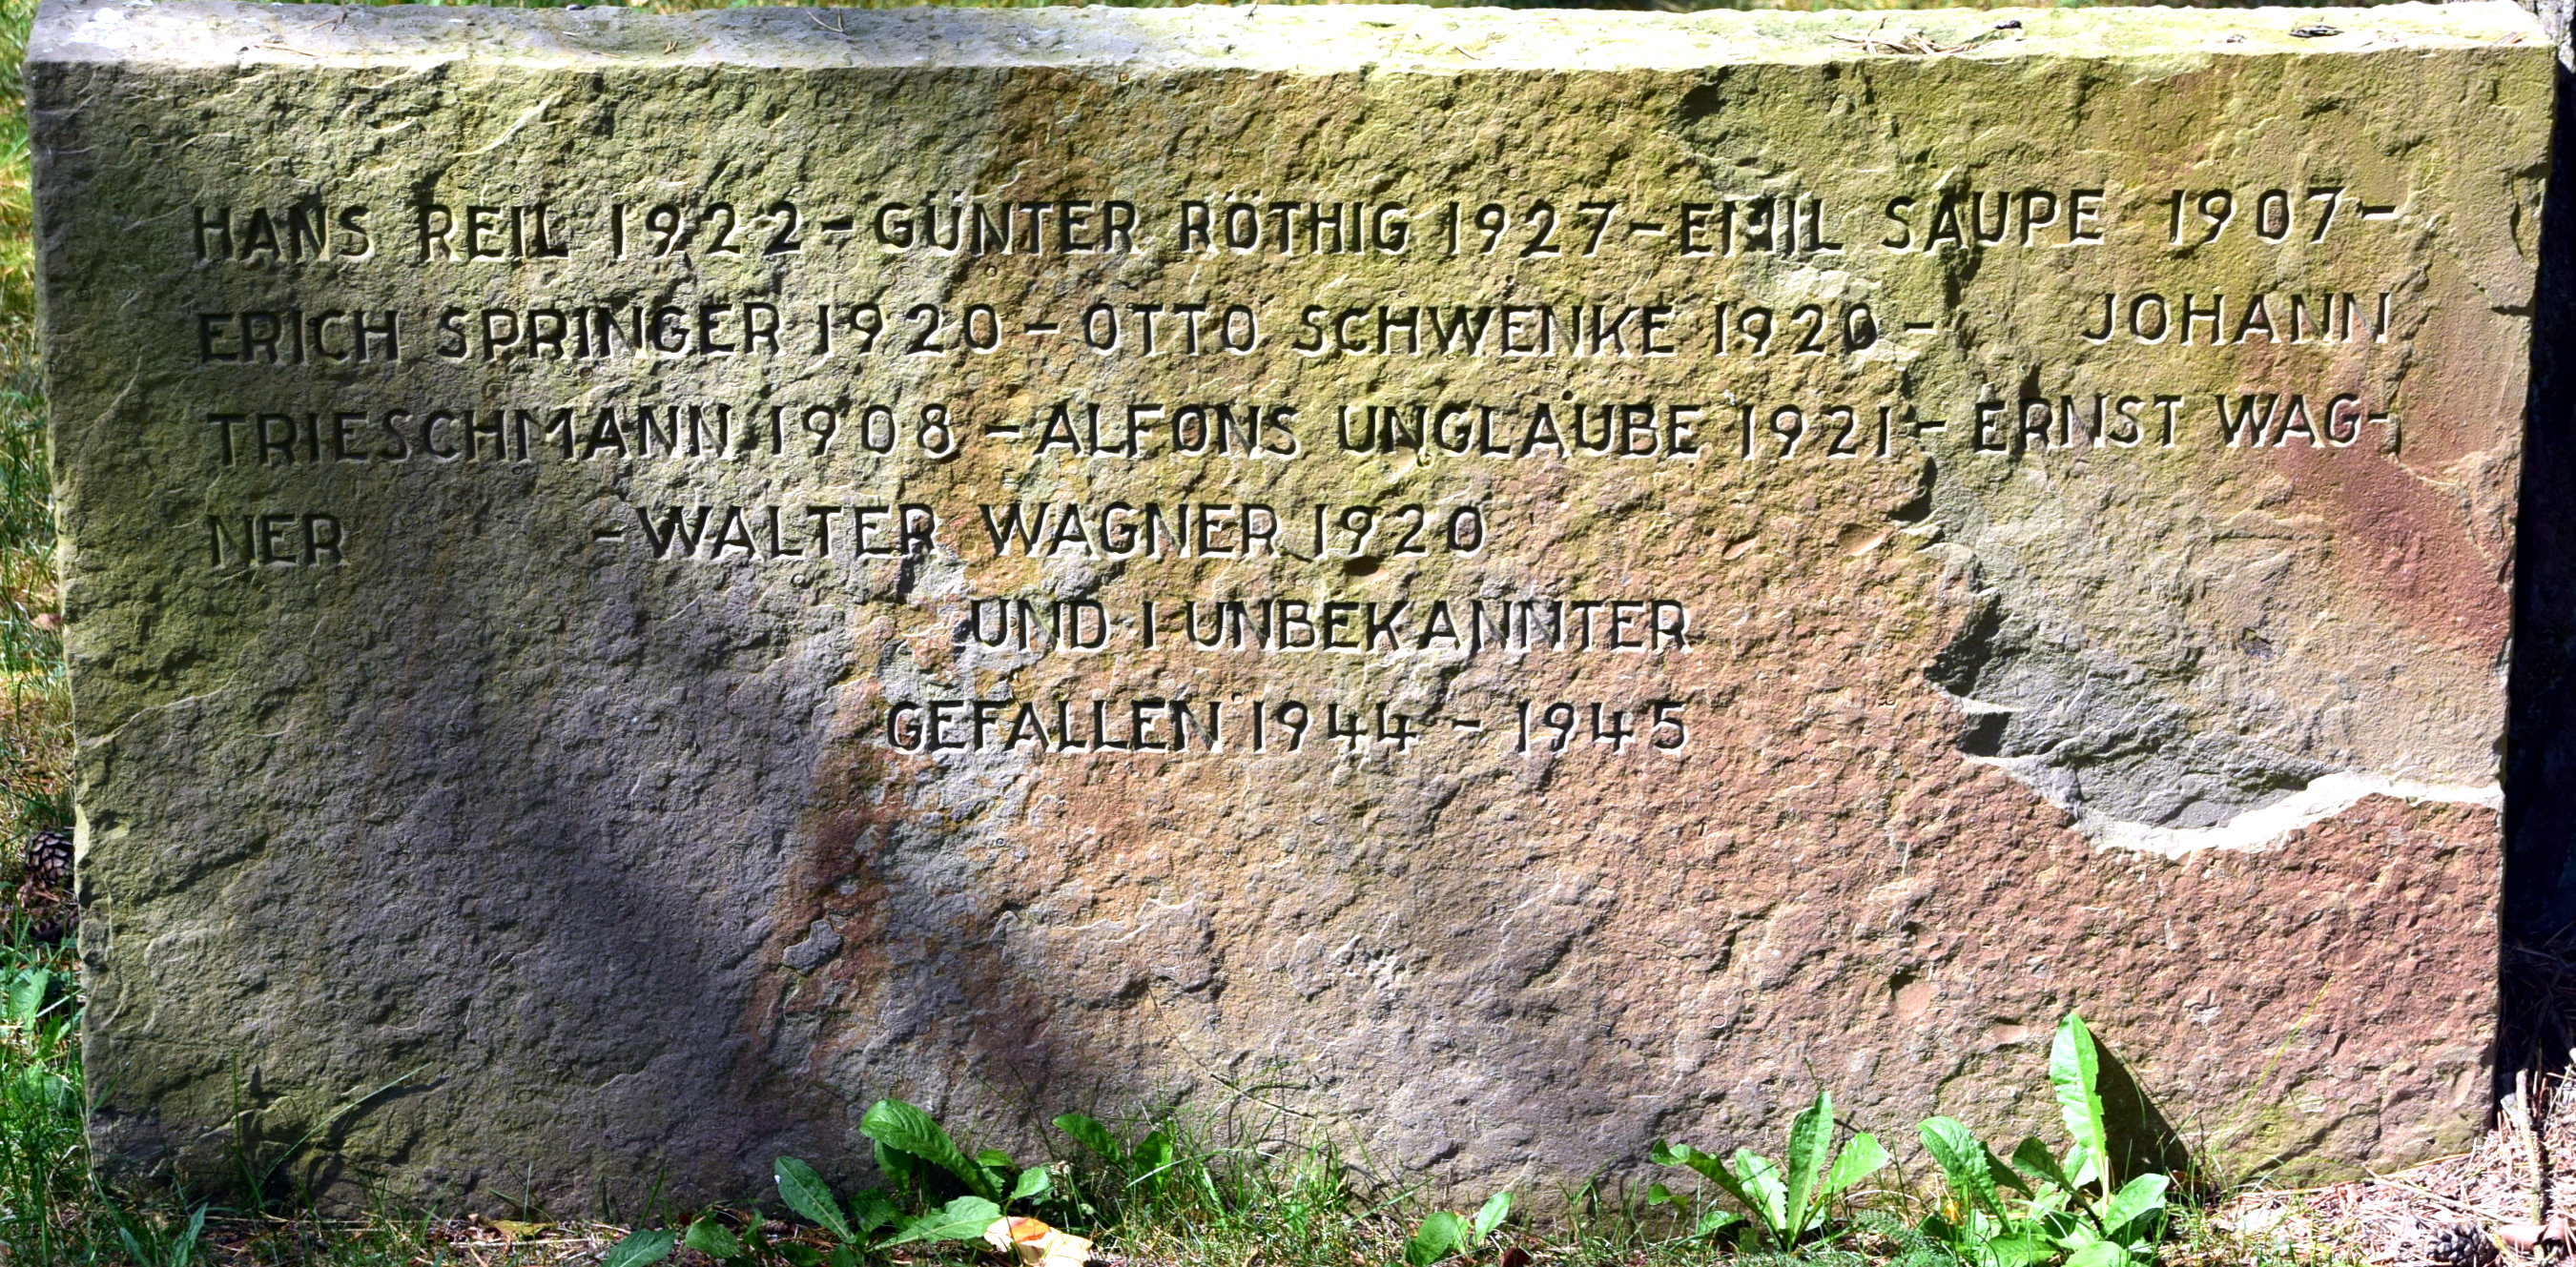 HANS REIL 1922 - GÜNTER RÖTHIG 1927 - EMIL SAUPE 1907 -
ERICH SPRINGER 1920 - OTTO SCHWENKE 1920 - JOHANN
TRIESCHMANN 1908 - ALFONS UNGLAUBE 1921 - ERNST WAG-
NER - WALTER WAGNER 1920
UND 1 UNBEKANNTER
GEFALLEN 1944 - 1945